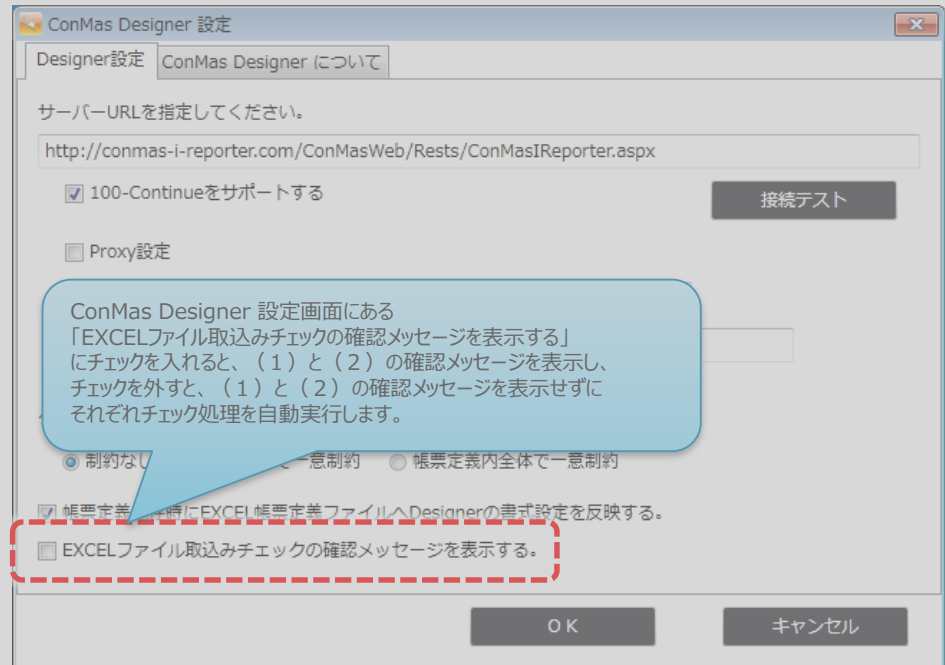 ConMas Designer 設定
Designer設定
ConMas Designer について
サーバーURLを指定してください。
http://conmas-i-reporter.com/ConMasWeb/Rests/ConMasIReporter.aspx
100-Continueをサポートする
接続テスト
Proxy設定
ConMas Designer 設定画面にある
「EXCELファイル取込みチェックの確認メッセージを表示する」
にチェックを入れると、（1）と（2）の確認メッセージを表示し、
チェックを外すと、（1）と（2）の確認メッセージを表示せずに
それぞれチェック処理を自動実行します。
制約なし で一意制約 帳票定義内全体で一意制約
帳票定義 時にEXCEL帳票定義ファイルへDesignerの書式設定を反映する。
EXCELファイル取込みチェックの確認メッセージを表示する。
OK
キャンセル